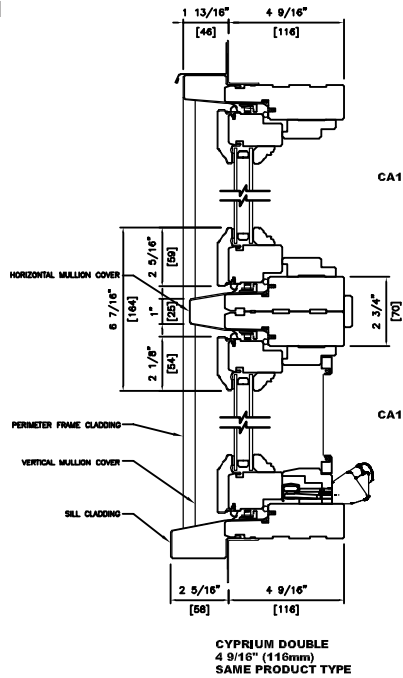 1 13/16" 4 9/16"
[46] [116]
CA1
2 5/16"
[59]
HORIZONTAL MULLION COVER
6 7/16"
[164]
1"
[25]
2 3/4"
[70]
2 1/8"
[54]
CA1
PERIMETER FRAME CLADDING
VERTICAL MULLION COVER
SILL CLADDING
2 5/16" 4 9/16"
[58] [116]
CYPRIUM DOUBLE
4 9/16" (116mm)
SAME PRODUCT TYPE